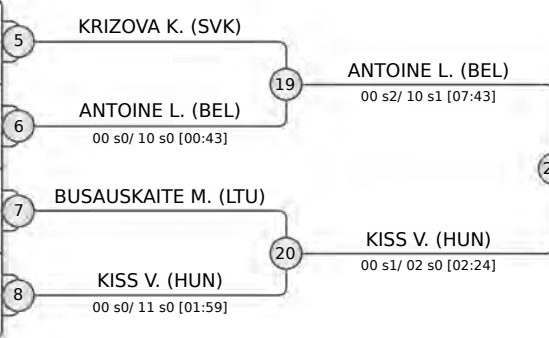 5
KRIZOVA K. (SVK)
19
ANTOINE L. (BEL)
00 s2/ 10 s1 [07:43]
6
ANTOINE L. (BEL)
00 s0/ 10 s0 [00:43]
7
BUSAUSKAITE M. (LTU)
20
KISS V. (HUN)
00 s1/ 02 s0 [02:24]
8
KISS V. (HUN)
00 s0/ 11 s0 [01:59]